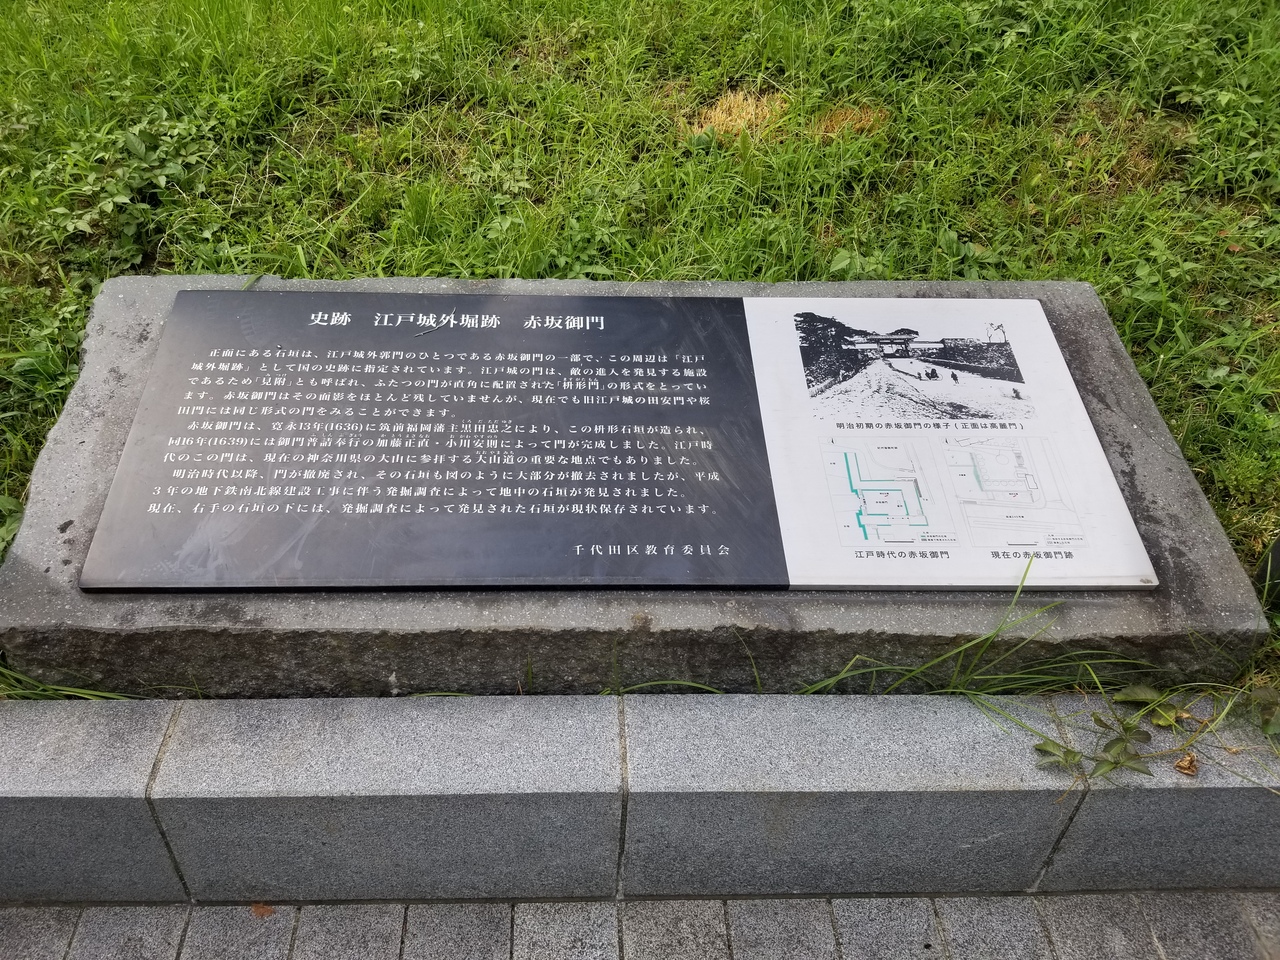 史跡 江戸城外堀跡 赤坂御門
正面にある石垣は、江戸城外郭門のひとつである赤坂御門の一部で、この周辺は「江戸
城外堀跡」として国の史跡に指定されています。江戸城の門は、敵の進入を発見する施設
であるため「見附」とも呼ばれ、ふたつの門が直角に配置された「枡形門」の形式をとってい
ます。赤坂御門はその面影をほとんど残していませんが、現在でも旧江戸城の田安門や桜
田門には同じ形式の門をみることができます。
赤坂御門は、寛永13年(1636)に筑前福岡藩主黒田忠之により、この枡形石垣が造られ、
同16年(1639)には御門普請奉行の加藤正直・小川安則によって門が完成しました。江戸時
代のこの門は、現在の神奈川県の大山に参拝する大山道の重要な地点でもありました。
明治時代以降、門が撤廃され、その石垣も図のように大部分が撤去されましたが、平成
3年の地下鉄南北線建設工事に伴う発掘調査によって地中の石垣が発見されました。
現在、右手の石垣の下には、発掘調査によって発見された石垣が現状保存されています。
千代田区教育委員会
明治初期の赤坂御門の様子(正面は高麗門)
江戸時代の赤坂御門
現在の赤坂御門跡